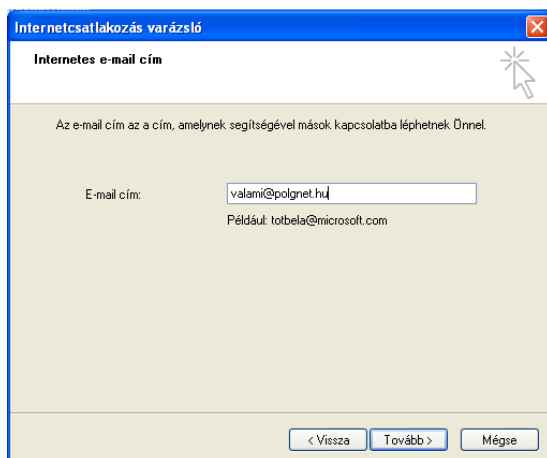 Internetcsatlakozás varázsló
Internetes e-mail cím
Az e-mail cím az a cím, amelynek segítségével mások kapcsolatba léphetnek Önnel.
E-mail cím: valami@polgnet.hu
Például: totbela@microsoft.com
< Vissza Tovább > Mégse